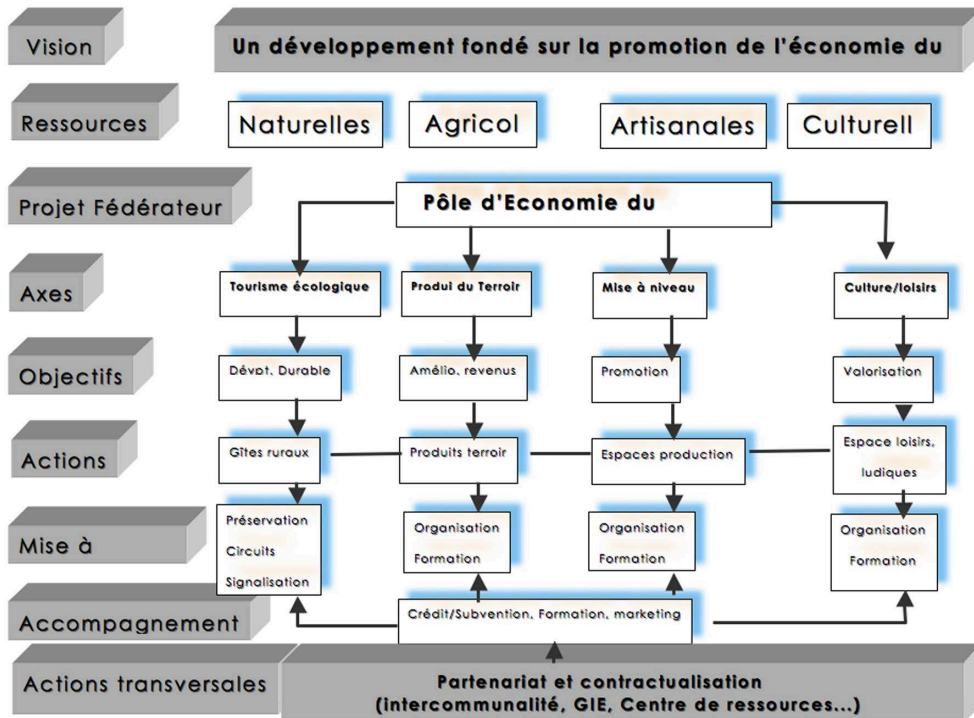 Vision
Un développement fondé sur la promotion de l'économie du
Ressources
Naturelles
Agricol
Artisanales
Culturell
Projet Fédérateur
Pôle d'Economie du
Axes
Tourisme écologique
Produi du Terroir
Mise à niveau
Culture/loisirs
Objectifs
Dévpt. Durable
Amélio. revenus
Promotion
Valorisation
Actions
Gîtes ruraux
Produits terroir
Espaces production
Espace loisirs,
ludiques
Mise à
Préservation
Circuits
Signalisation
Organisation
Formation
Organisation
Formation
Organisation
Formation
Accompagnement
Crédit/Subvention, Formation, marketing
Actions transversales
Partenariat et contractualisation
(intercommunalité, GIE, Centre de ressources...)